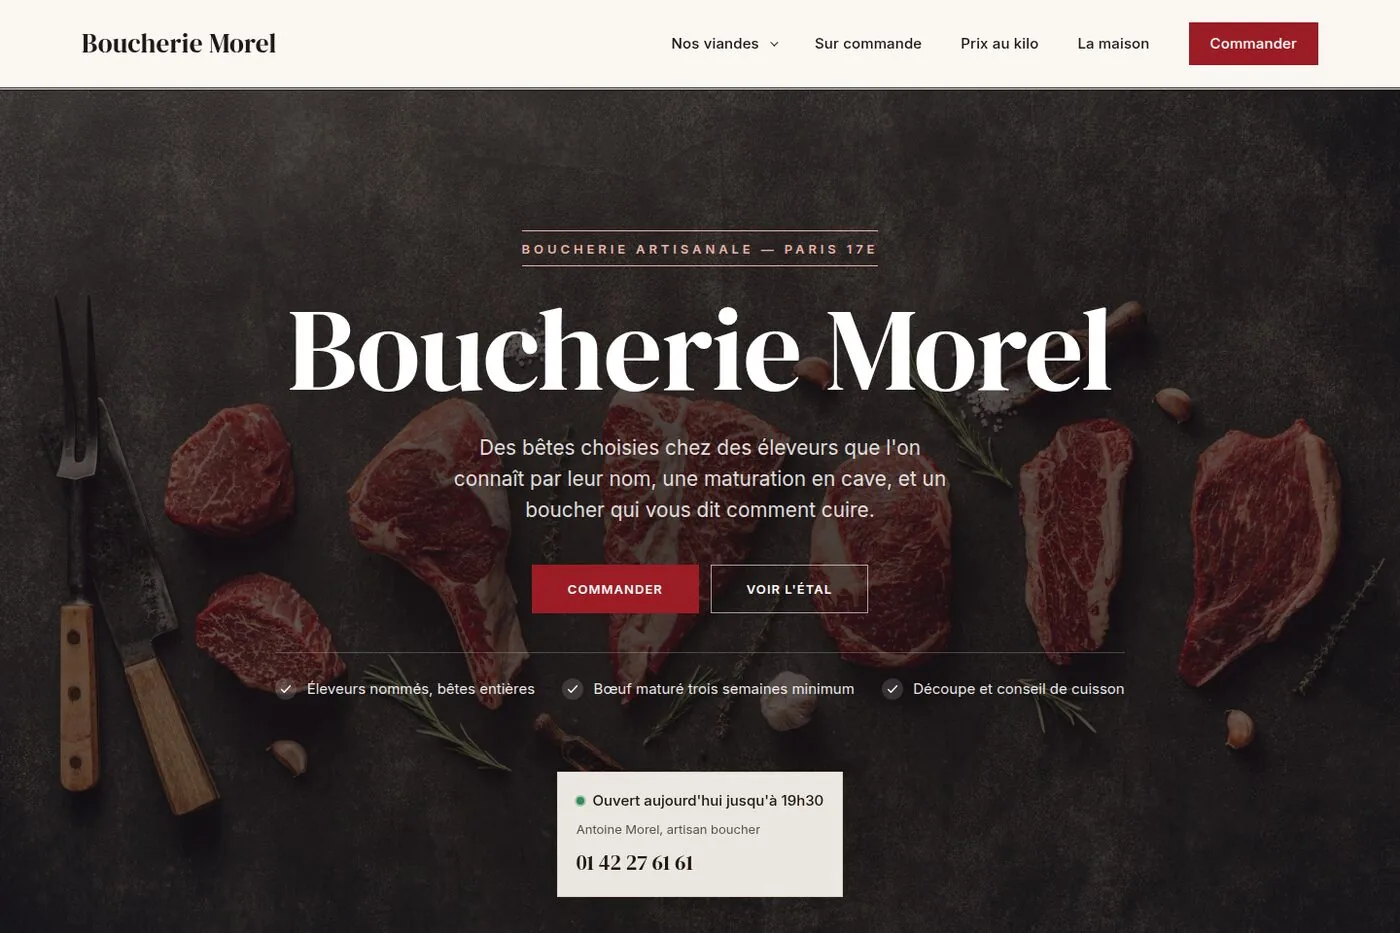 Boucherie Morel
Nos viandes
Sur commande
Prix au kilo
La maison
Commander
BOUCHERIE ARTISANALE — PARIS 17E
Boucherie Morel
Des bêtes choisies chez des éleveurs que l'on
connaît par leur nom, une maturation en cave, et un
boucher qui vous dit comment cuire.
COMMANDER
VOIR L'ÉTAL
Éleveurs nommés, bêtes entières
Bœuf maturé trois semaines minimum
Découpe et conseil de cuisson
Ouvert aujourd'hui jusqu'à 19h30
Antoine Morel, artisan boucher
01 42 27 61 61